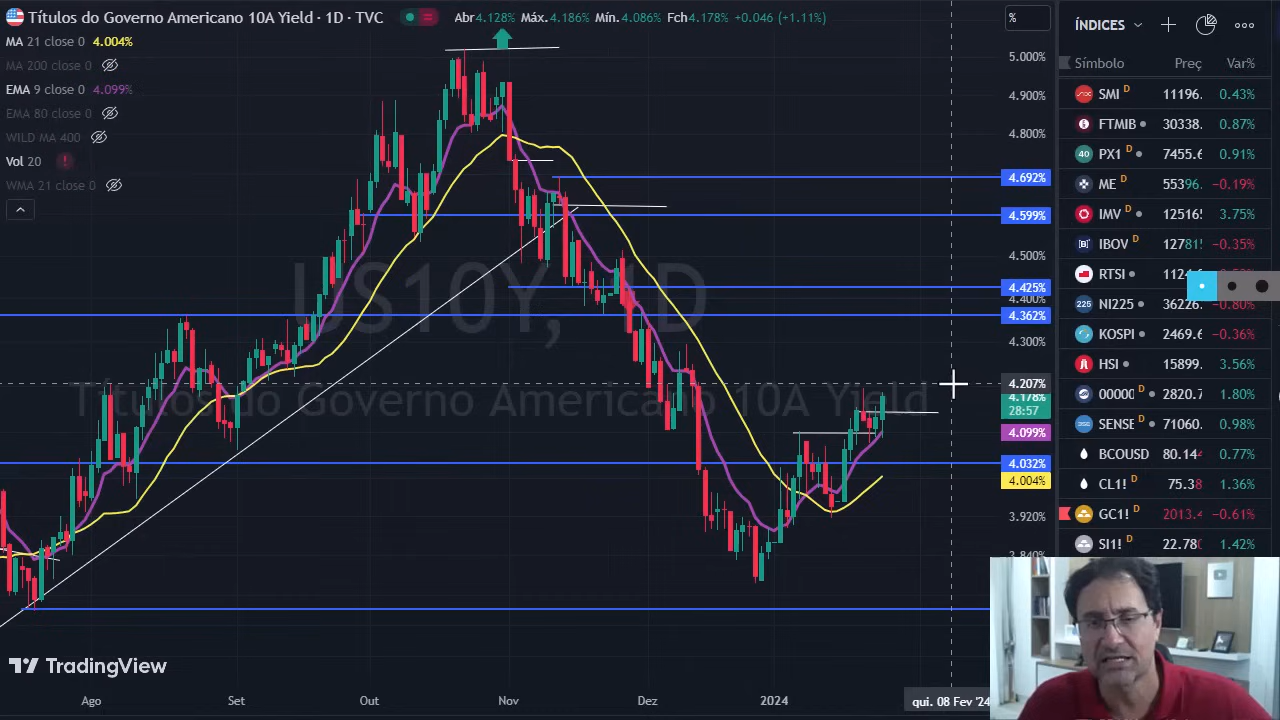 Títulos do Governo Americano 10A Yield · 1D · TVC
Abr4.128% Máx.4.186% Mín.4.086% Fch4.178% +0.046 (+1.11%)
MA 21 close 0 4.004%
MA 200 close 0
EMA 9 close 0 4.099%
EMA 80 close 0
WILD MA 400
Vol 20
WMA 21 close 0
US10Y, 1D
Títulos do Governo Americano 10A Yield
%
5.000%
4.900%
4.800%
4.692%
4.599%
4.500%
4.425%
4.400%
4.362%
4.300%
4.207%
4.178%
28:57
4.099%
4.032%
4.004%
3.920%
3.840%
Ago Set Out Nov Dez 2024 qui. 08 Fev '24
TradingView
ÍNDICES
Símbolo Preç Var%
SMI D 11196. 0.43%
FTMIB 30338. 0.87%
PX1 D 7455.6 0.91%
ME D 55396. −0.19%
IMV D 125165 3.75%
IBOV D 127815 −0.35%
RTSI
NI225 36226. −0.80%
KOSPI 2469.6 −0.36%
HSI 15899. 3.56%
00000 D 2820.7 1.80%
SENSE D 71060. 0.98%
BCOUSD 80.144 0.77%
CL1! D 75.38 1.36%
GC1! D 2013.4 −0.61%
SI1! D 22.78 1.42%